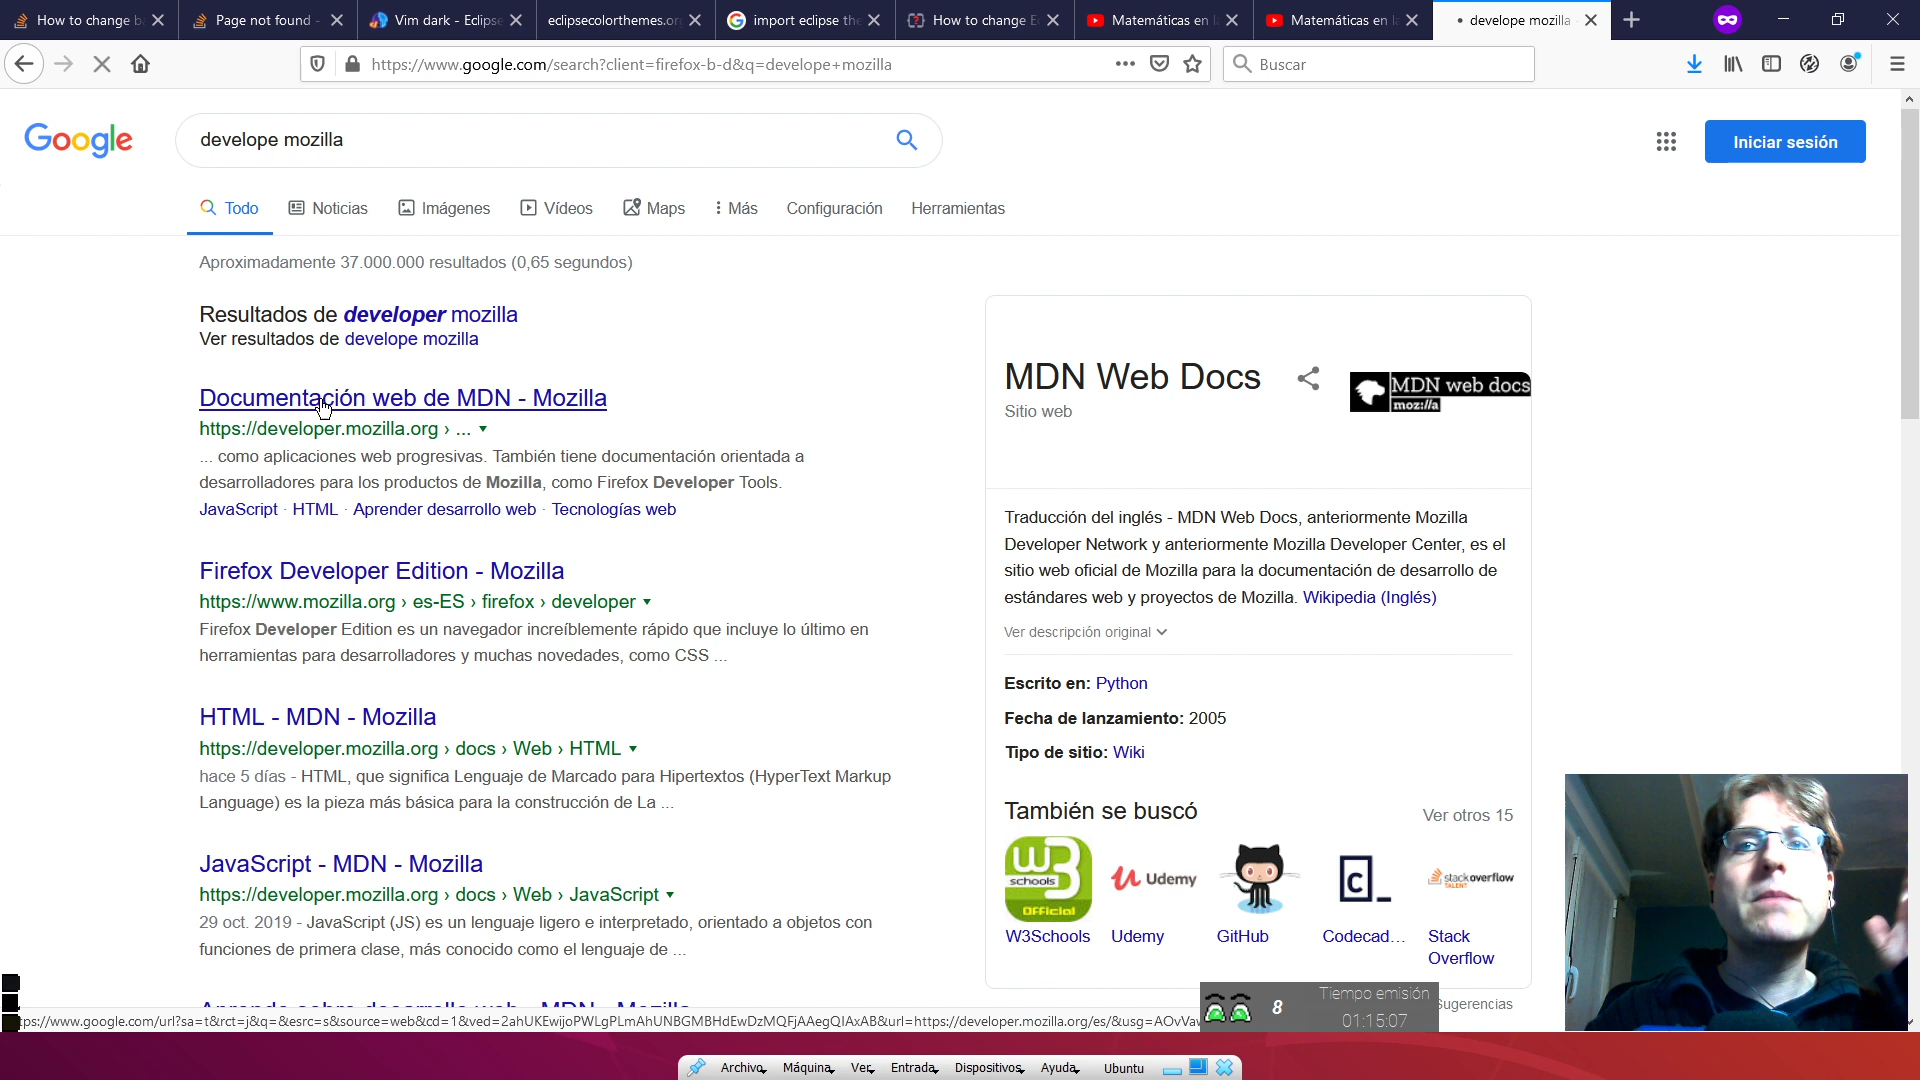 How to change b
Page not found -
Vim dark - Eclips
eclipsecolorthemes.or
import eclipse the
How to change E
Matemáticas en l
Matemáticas en l
develope mozilla
https://www.google.com/search?client=firefox-b-d&q=develope+mozilla
Buscar
Google
develope mozilla
Iniciar sesión
Todo
Noticias
Imágenes
Vídeos
Maps
Más
Configuración
Herramientas
Aproximadamente 37.000.000 resultados (0,65 segundos)
Resultados de developer mozilla
Ver resultados de develope mozilla
Documentación web de MDN - Mozilla
https://developer.mozilla.org › ...
... como aplicaciones web progresivas. También tiene documentación orientada a
desarrolladores para los productos de Mozilla, como Firefox Developer Tools.
JavaScript · HTML · Aprender desarrollo web · Tecnologías web
Firefox Developer Edition - Mozilla
https://www.mozilla.org › es-ES › firefox › developer
Firefox Developer Edition es un navegador increíblemente rápido que incluye lo último en
herramientas para desarrolladores y muchas novedades, como CSS ...
HTML - MDN - Mozilla
https://developer.mozilla.org › docs › Web › HTML
hace 5 días - HTML, que significa Lenguaje de Marcado para Hipertextos (HyperText Markup
Language) es la pieza más básica para la construcción de La ...
JavaScript - MDN - Mozilla
https://developer.mozilla.org › docs › Web › JavaScript
29 oct. 2019 - JavaScript (JS) es un lenguaje ligero e interpretado, orientado a objetos con
funciones de primera clase, más conocido como el lenguaje de ...
Aprende sobre desarrollo web - MDN - Mozilla
MDN Web Docs
Sitio web
MDN web docs
moz://a
Traducción del inglés - MDN Web Docs, anteriormente Mozilla
Developer Network y anteriormente Mozilla Developer Center, es el
sitio web oficial de Mozilla para la documentación de desarrollo de
estándares web y proyectos de Mozilla. Wikipedia (Inglés)
Ver descripción original
Escrito en: Python
Fecha de lanzamiento: 2005
Tipo de sitio: Wiki
También se buscó
Ver otros 15
W3 schools Official
Udemy
stackoverflow
TALENT
W3Schools
Udemy
GitHub
Codecad...
Stack
Overflow
Sugerencias
8
Tiempo emisión
01:15:07
ps://www.google.com/url?sa=t&rct=j&q=&esrc=s&source=web&cd=1&ved=2ahUKEwijoPWLgPLmAhUNBGMBHdEwDzMQFjAAegQIAxAB&url=https://developer.mozilla.org/es/&usg=AOvVa
Archivo
Máquina
Ver
Entrada
Dispositivos
Ayuda
Ubuntu